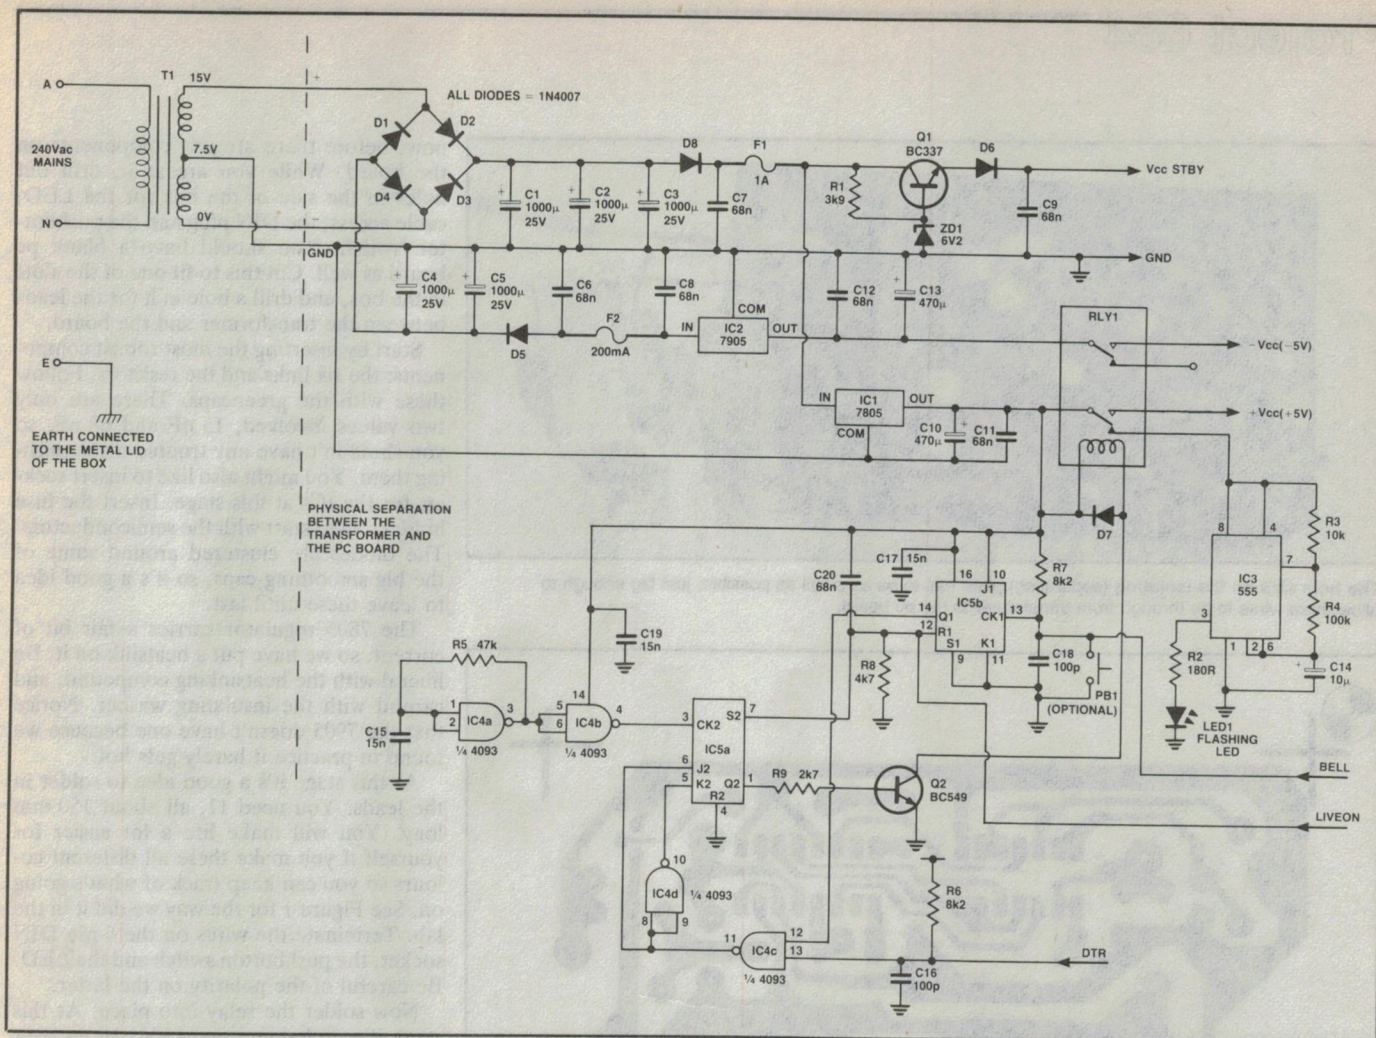 A
T1
15V
240Vac
MAINS
7.5V
0V
N
GND
E
EARTH CONNECTED
TO THE METAL LID
OF THE BOX
PHYSICAL SEPARATION
BETWEEN THE
TRANSFORMER AND
THE PC BOARD
+
ALL DIODES = 1N4007
D1
D2
D4
D3
+
C1
1000µ
25V
+
C2
1000µ
25V
+
C3
1000µ
25V
D8
C7
68n
F1
1A
R1
3k9
Q1
BC337
D6
ZD1
6V2
C9
68n
Vcc STBY
GND
+
C4
1000µ
25V
+
C5
1000µ
25V
D5
C6
68n
F2
200mA
C8
68n
IN
IC2
7905
COM
OUT
C12
68n
+
C13
470µ
RLY1
-Vcc(-5V)
IN
IC1
7805
OUT
COM
C10
470µ
+
C11
68n
+Vcc(+5V)
D7
C20
68n
C17
15n
16
10
J1
IC5b
14
Q1
12
R1
S1
9
CK1
13
K1
11
R7
8k2
C18
100p
PB1
(OPTIONAL)
R8
4k7
8
4
7
IC3
555
3
1
2
6
R3
10k
R4
100k
+
C14
10µ
R2
180R
LED1
FLASHING
LED
R5 47k
C15
15n
1
2
IC4a
3
¼ 4093
14
5
6
IC4b
4
¼ 4093
C19
15n
3
CK2
S2
7
IC5a
6
J2
5
K2
Q2
1
R2
4
R9 2k7
Q2
BC549
BELL
LIVEON
10
IC4d
¼ 4093
8
9
11
IC4c
12
13
¼ 4093
R6
8k2
C16
100p
DTR